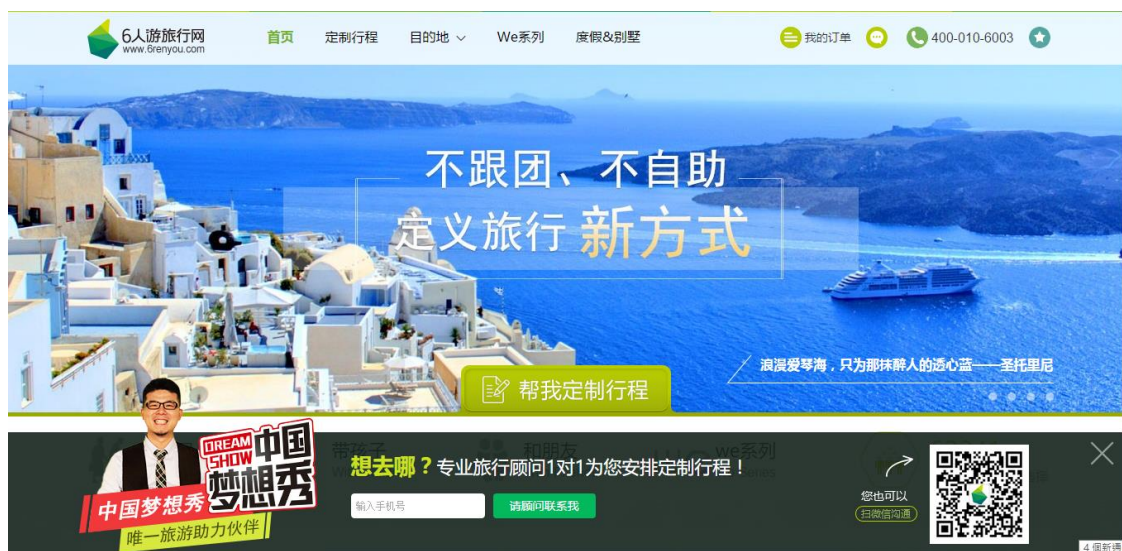 6人游旅行网
www.6renyou.com
首页 定制行程 目的地 We系列 度假&别墅
我的订单 400-010-6003
不跟团、不自助
定义旅行 新方式
浪漫爱琴海，只为那抹醉人的透心蓝——圣托里尼
帮我定制行程
带孩子 和朋友 we系列
DREAM SHOW 中国梦想秀
中国梦想秀
唯一旅游助力伙伴
想去哪？专业旅行顾问1对1为您安排定制行程！
输入手机号 请顾问联系我
您也可以
扫微信沟通